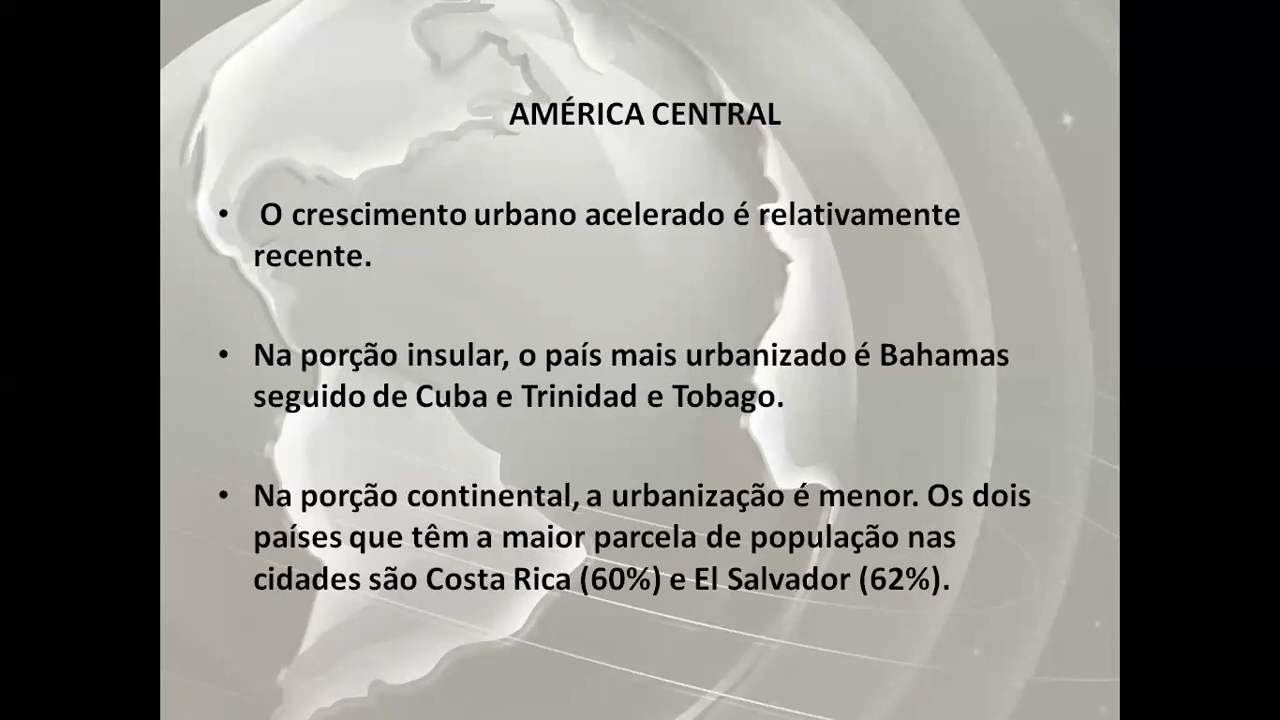 AMÉRICA CENTRAL
• O crescimento urbano acelerado é relativamente
recente.
• Na porção insular, o país mais urbanizado é Bahamas
seguido de Cuba e Trinidad e Tobago.
• Na porção continental, a urbanização é menor. Os dois
países que têm a maior parcela de população nas
cidades são Costa Rica (60%) e El Salvador (62%).